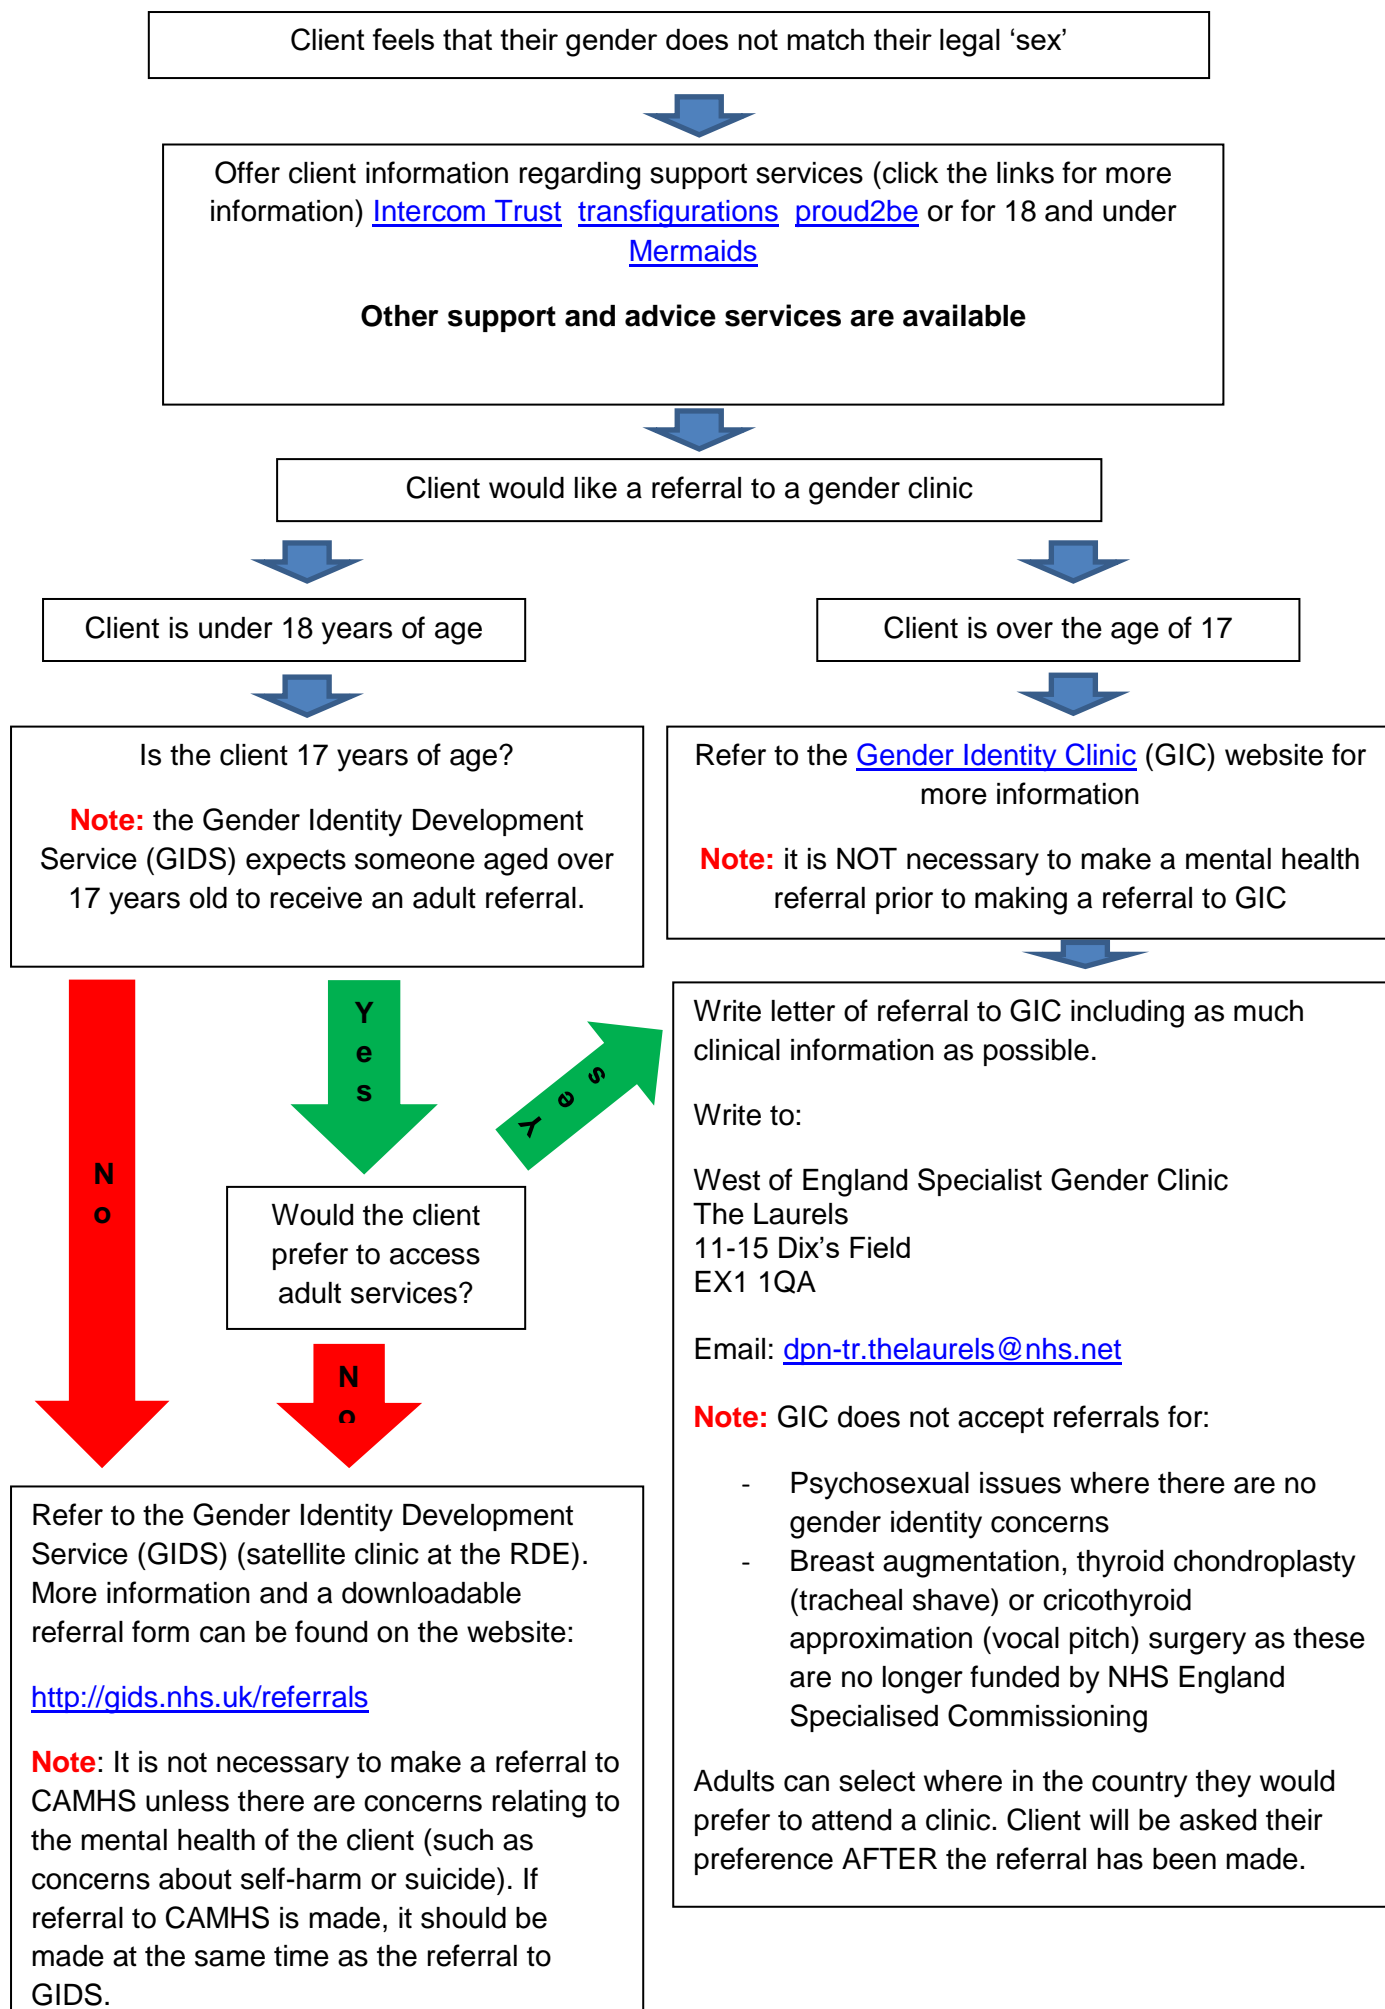 Client feels that their gender does not match their legal ‘sex’
Offer client information regarding support services (click the links for more
information) Intercom Trust transfigurations proud2be or for 18 and under
Mermaids
Other support and advice services are available
Client would like a referral to a gender clinic
Client is under 18 years of age
Client is over the age of 17
Is the client 17 years of age?
Note: the Gender Identity Development
Service (GIDS) expects someone aged over
17 years old to receive an adult referral.
Refer to the Gender Identity Clinic (GIC) website for
more information
Note: it is NOT necessary to make a mental health
referral prior to making a referral to GIC
No
Yes
Yes
Would the client
prefer to access
adult services?
No
Write letter of referral to GIC including as much
clinical information as possible.
Write to:
West of England Specialist Gender Clinic
The Laurels
11-15 Dix’s Field
EX1 1QA
Email: dpn-tr.thelaurels@nhs.net
Note: GIC does not accept referrals for:
- Psychosexual issues where there are no
gender identity concerns
- Breast augmentation, thyroid chondroplasty
(tracheal shave) or cricothyroid
approximation (vocal pitch) surgery as these
are no longer funded by NHS England
Specialised Commissioning
Adults can select where in the country they would
prefer to attend a clinic. Client will be asked their
preference AFTER the referral has been made.
Refer to the Gender Identity Development
Service (GIDS) (satellite clinic at the RDE).
More information and a downloadable
referral form can be found on the website:
http://gids.nhs.uk/referrals
Note: It is not necessary to make a referral to
CAMHS unless there are concerns relating to
the mental health of the client (such as
concerns about self-harm or suicide). If
referral to CAMHS is made, it should be
made at the same time as the referral to
GIDS.